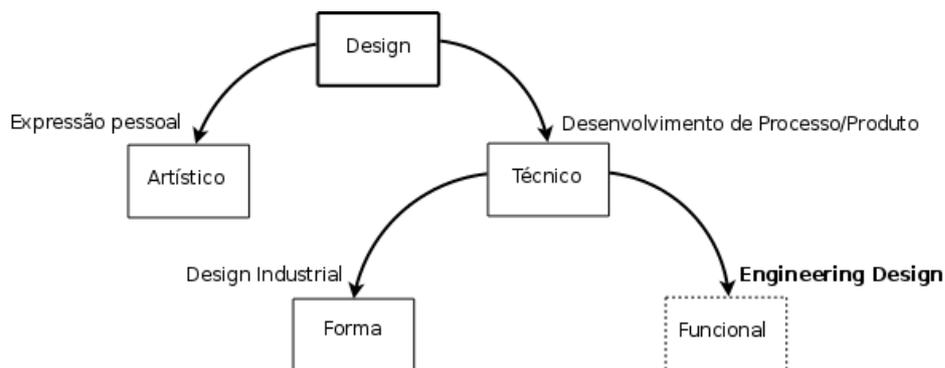 Design
Expressão pessoal
Desenvolvimento de Processo/Produto
Artístico
Técnico
Design Industrial
Engineering Design
Forma
Funcional